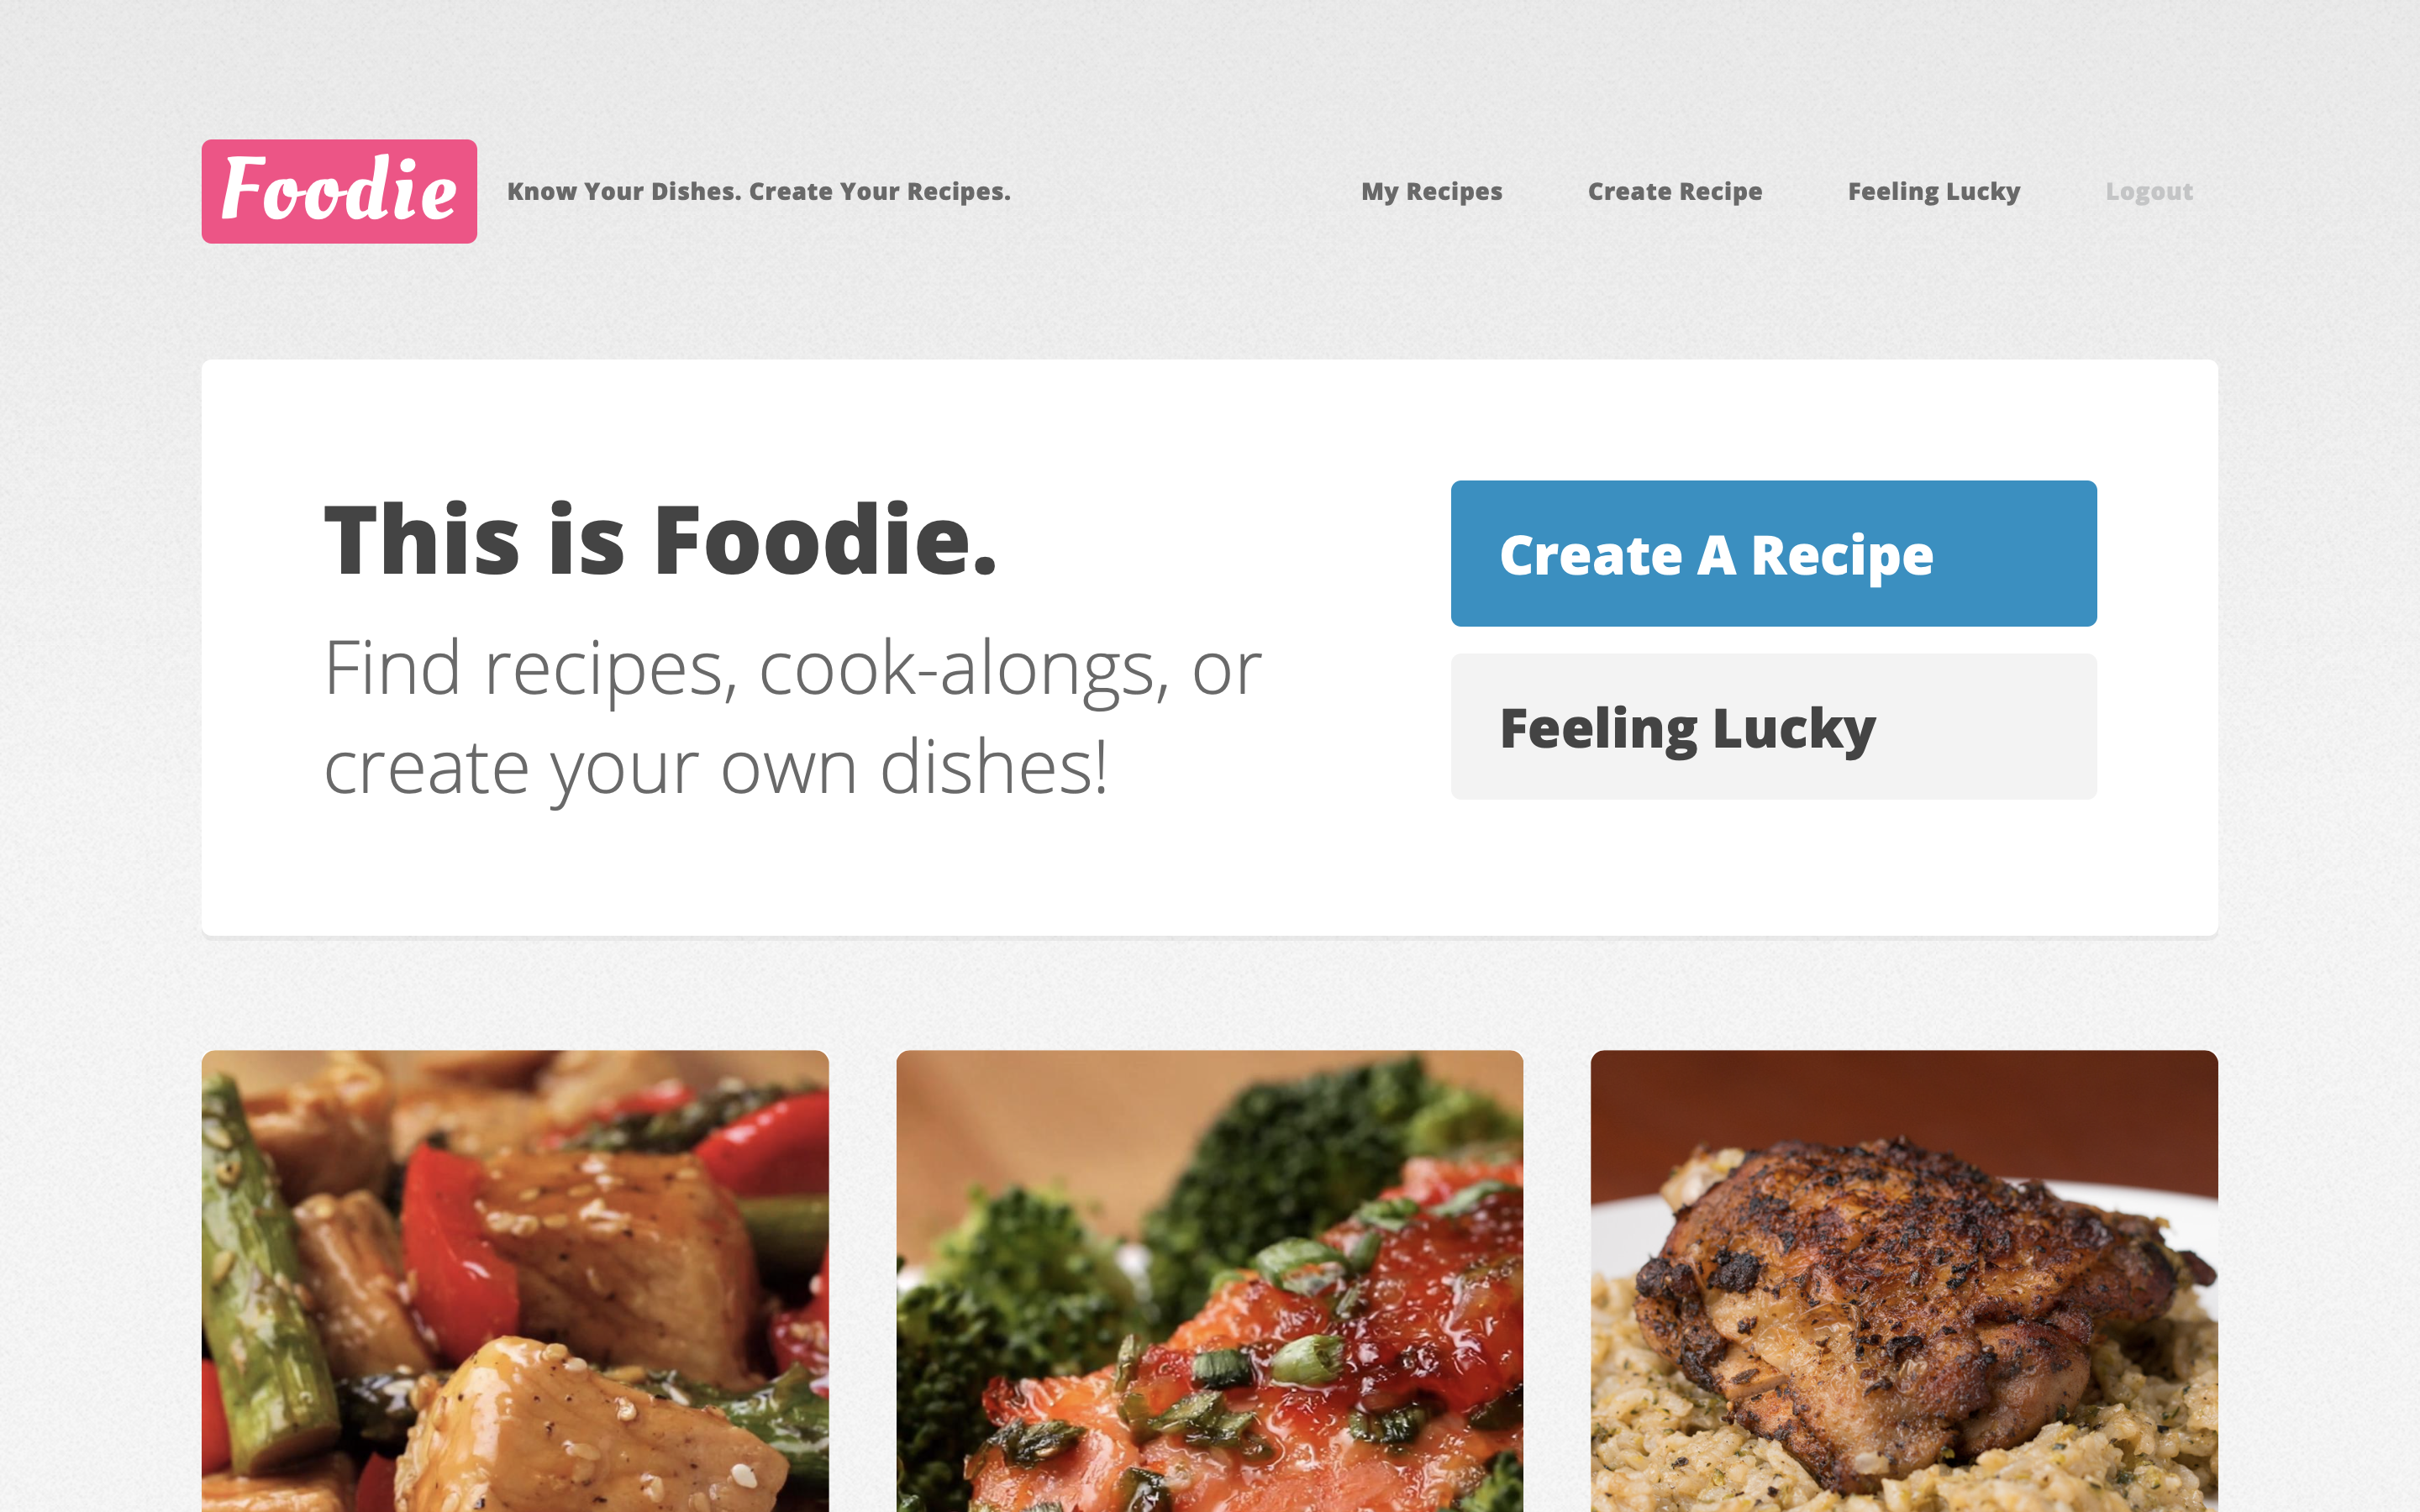 Foodie
Know Your Dishes. Create Your Recipes.
My Recipes
Create Recipe
Feeling Lucky
Logout
This is Foodie.
Find recipes, cook-alongs, or
create your own dishes!
Create A Recipe
Feeling Lucky